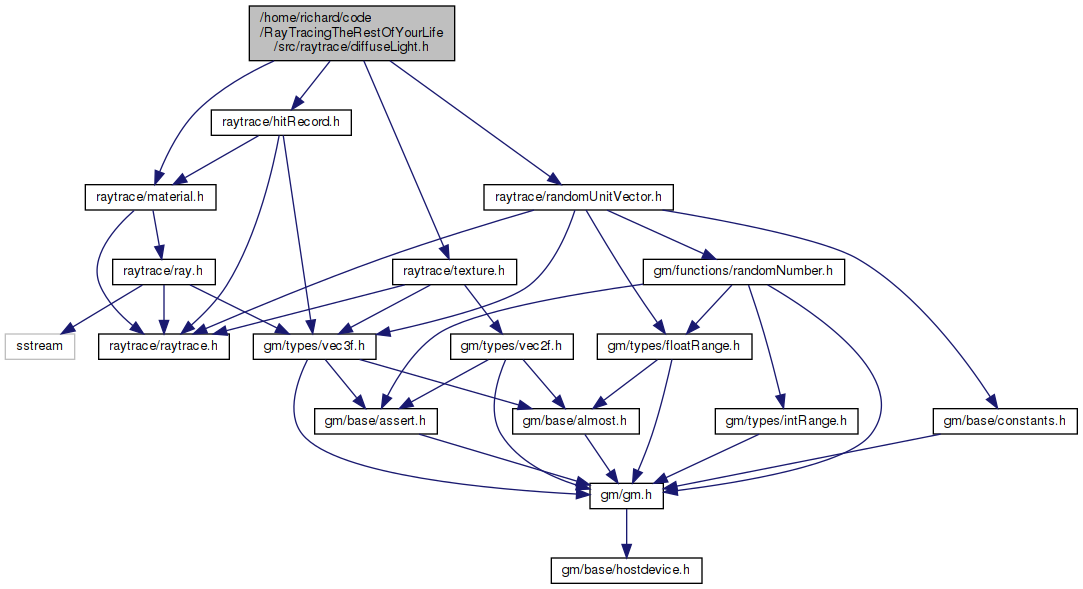 /home/richard/code
/RayTracingTheRestOfYourLife
/src/raytrace/diffuseLight.h
raytrace/hitRecord.h
raytrace/material.h
raytrace/randomUnitVector.h
raytrace/ray.h
raytrace/texture.h
gm/functions/randomNumber.h
sstream
raytrace/raytrace.h
gm/types/vec3f.h
gm/types/vec2f.h
gm/types/floatRange.h
gm/base/assert.h
gm/base/almost.h
gm/types/intRange.h
gm/base/constants.h
gm/gm.h
gm/base/hostdevice.h